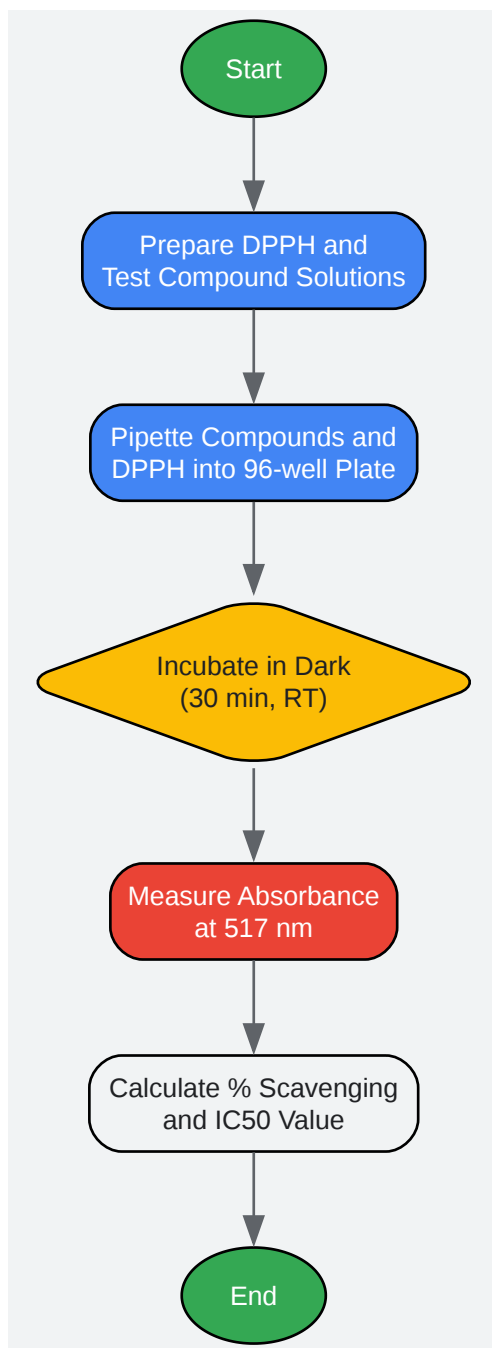 Start
Prepare DPPH and
Test Compound Solutions
Pipette Compounds and
DPPH into 96-well Plate
Incubate in Dark
(30 min, RT)
Measure Absorbance
at 517 nm
Calculate % Scavenging
and IC50 Value
End